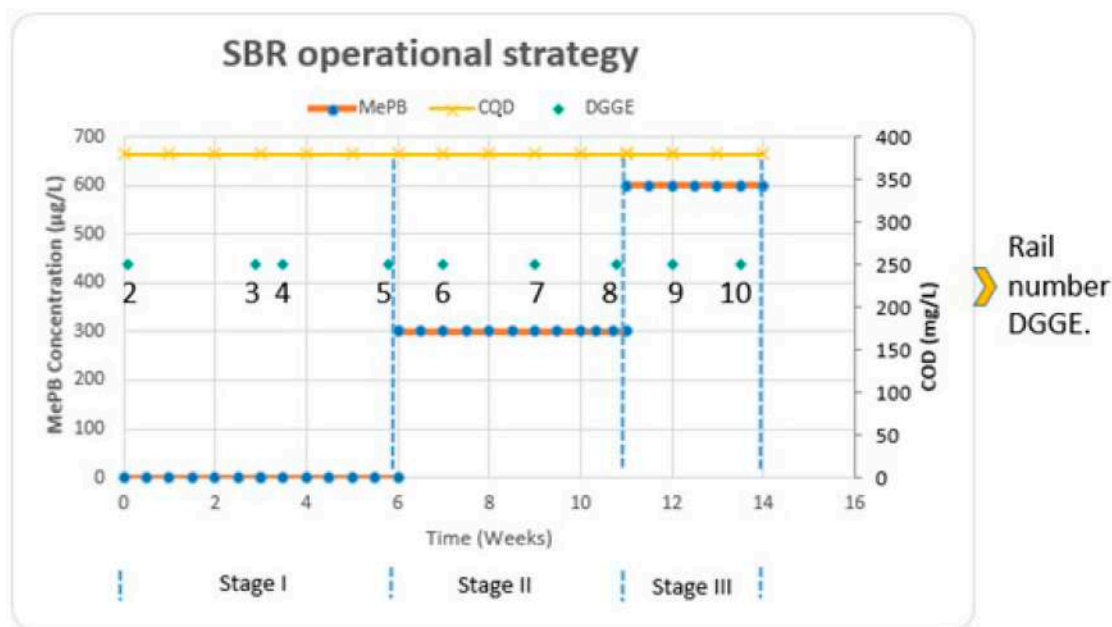 SBR operational strategy
MePB CQD DGGE
700
600
500
400
300
200
100
0
MePB Concentration (µg/L)
400
350
300
250
200
150
100
50
0
COD (mg/L)
2 3 4 5 6 7 8 9 10
0 2 4 6 8 10 12 14 16
Time (Weeks)
Stage I Stage II Stage III
Rail
number
DGGE.